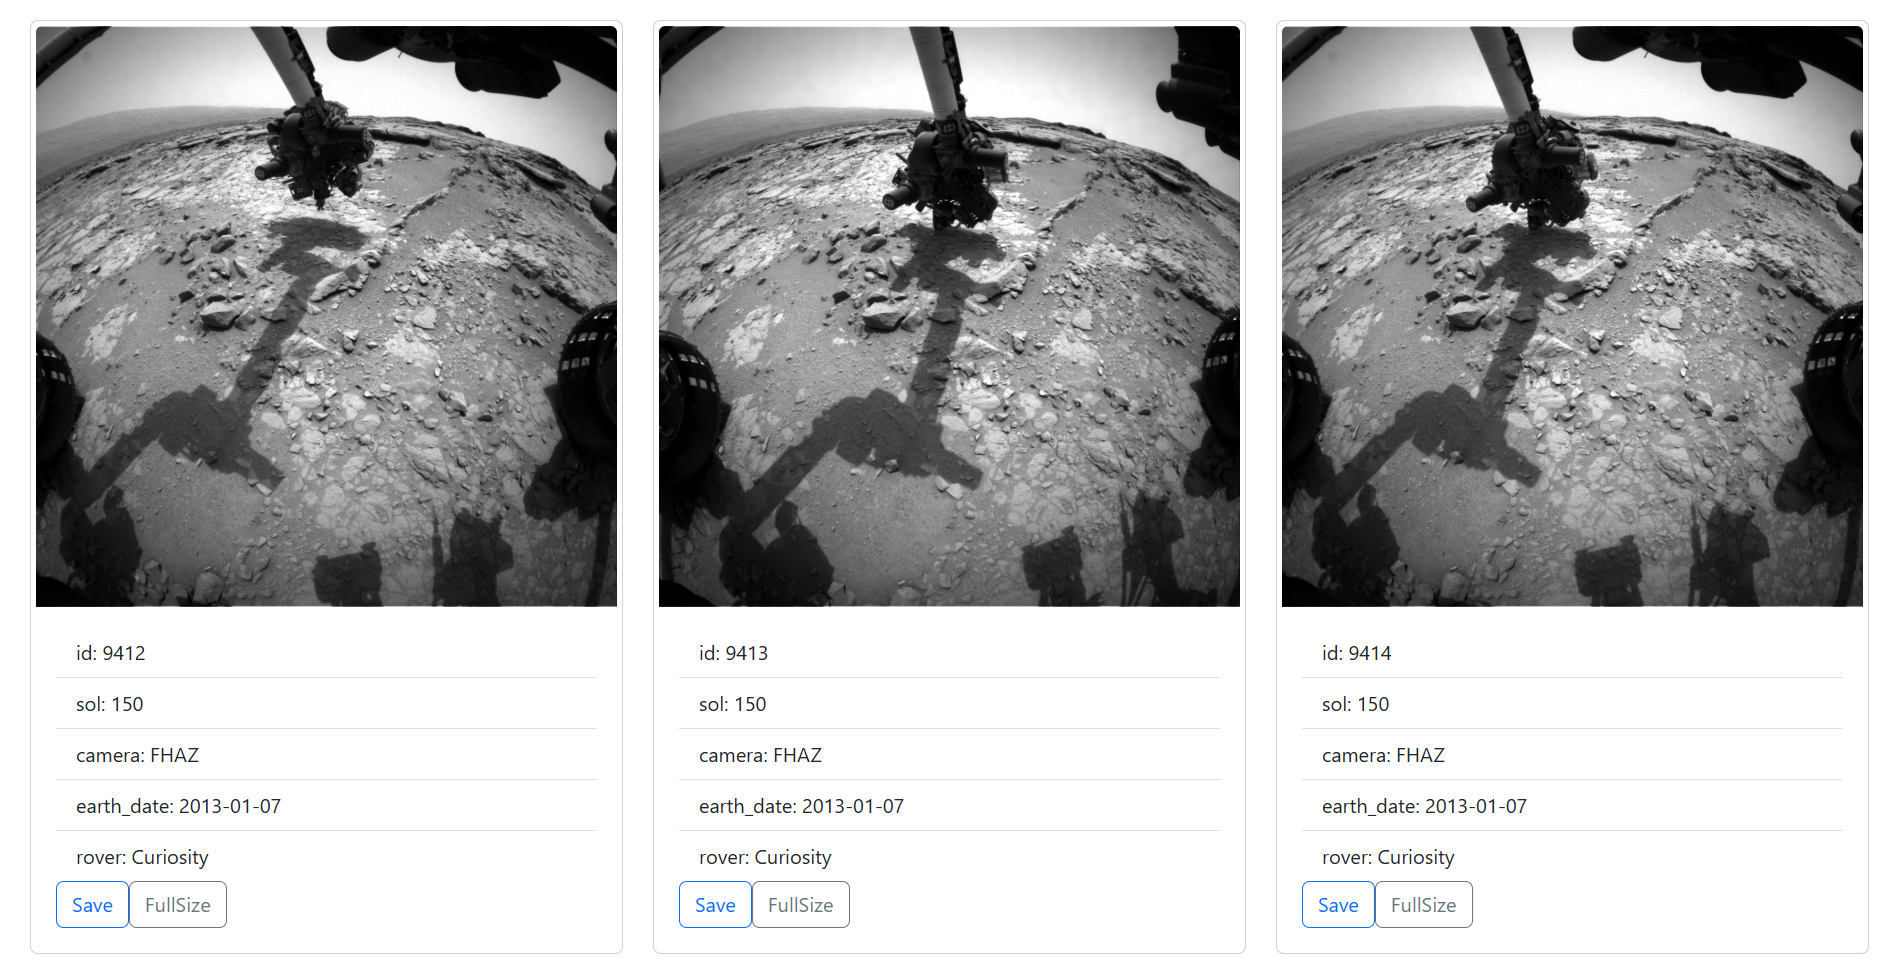 id: 9412
sol: 150
camera: FHAZ
earth_date: 2013-01-07
rover: Curiosity
Save FullSize
id: 9413
sol: 150
camera: FHAZ
earth_date: 2013-01-07
rover: Curiosity
Save FullSize
id: 9414
sol: 150
camera: FHAZ
earth_date: 2013-01-07
rover: Curiosity
Save FullSize